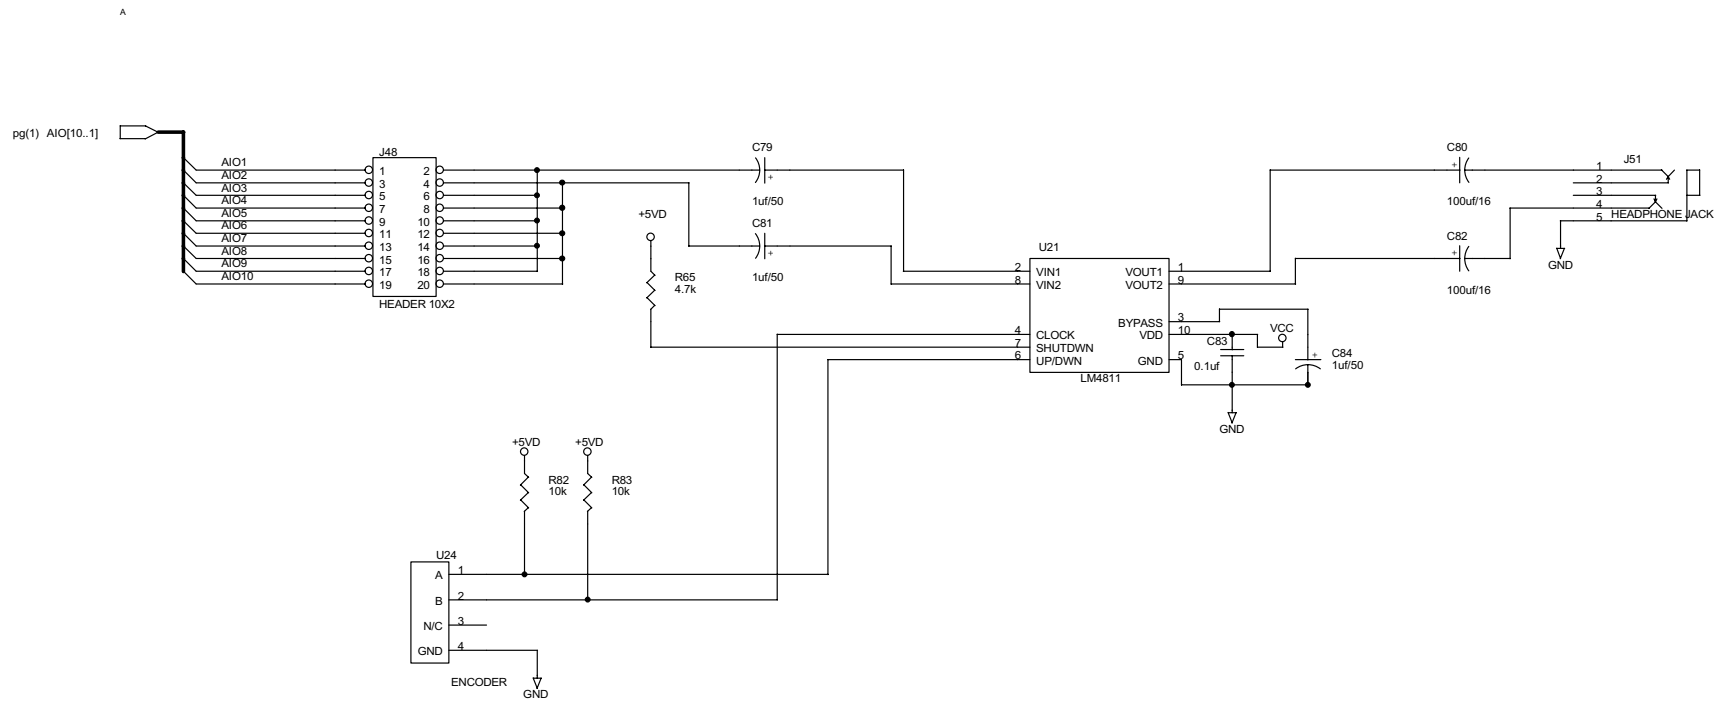 A
pg(1) AIO[10..1]
AIO1
AIO2
AIO3
AIO4
AIO5
AIO6
AIO7
AIO8
AIO9
AIO10
J48
1 2
3 4
5 6
7 8
9 10
11 12
13 14
15 16
17 18
19 20
HEADER 10X2
C79
+
1uf/50
C81
+
1uf/50
+5VD
R65
4.7k
U21
2 VIN1 VOUT1 1
8 VIN2 VOUT2 9
BYPASS 3
4 CLOCK VDD 10
7 SHUTDWN
6 UP/DWN GND 5
LM4811
C83
0.1uf
VCC
+
C84
1uf/50
GND
C80
+
100uf/16
C82
+
100uf/16
J51
1
2
3
4
5
HEADPHONE JACK
GND
+5VD
+5VD
R82
10k
R83
10k
U24
A 1
B 2
N/C 3
GND 4
ENCODER
GND